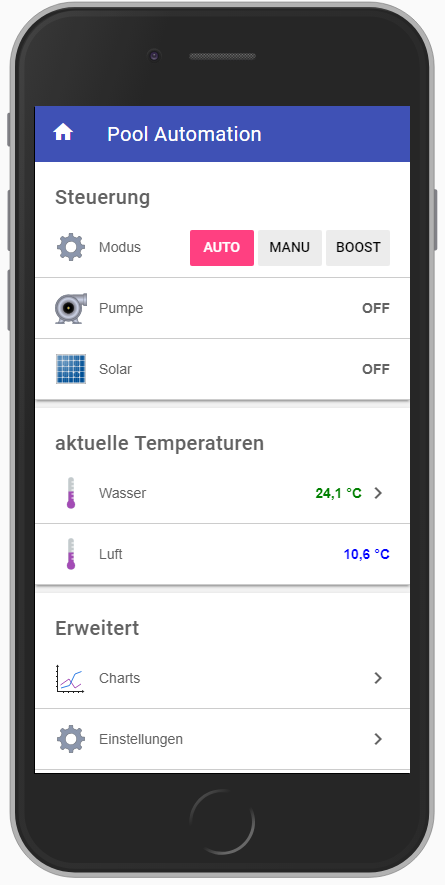 Pool Automation
Steuerung
Modus AUTO MANU BOOST
Pumpe OFF
Solar OFF
aktuelle Temperaturen
Wasser 24,1 °C
Luft 10,6 °C
Erweitert
Charts
Einstellungen